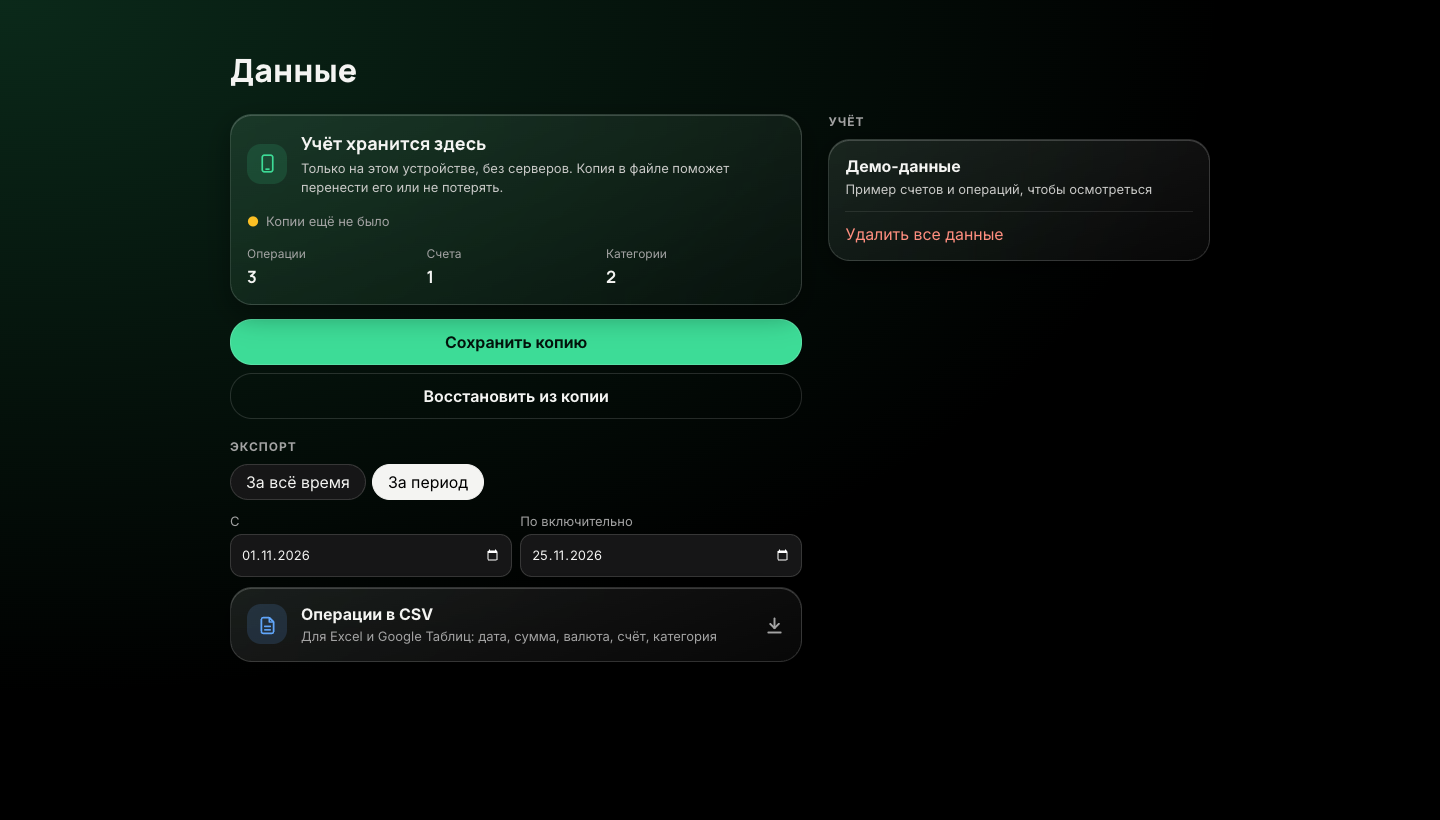 Данные
Учёт хранится здесь
Только на этом устройстве, без серверов. Копия в файле поможет
перенести его или не потерять.
Копии ещё не было
Операции
Счета
Категории
3
1
2
Сохранить копию
Восстановить из копии
ЭКСПОРТ
За всё время
За период
С
По включительно
01.11.2026
25.11.2026
Операции в CSV
Для Excel и Google Таблиц: дата, сумма, валюта, счёт, категория
УЧЁТ
Демо-данные
Пример счетов и операций, чтобы осмотреться
Удалить все данные